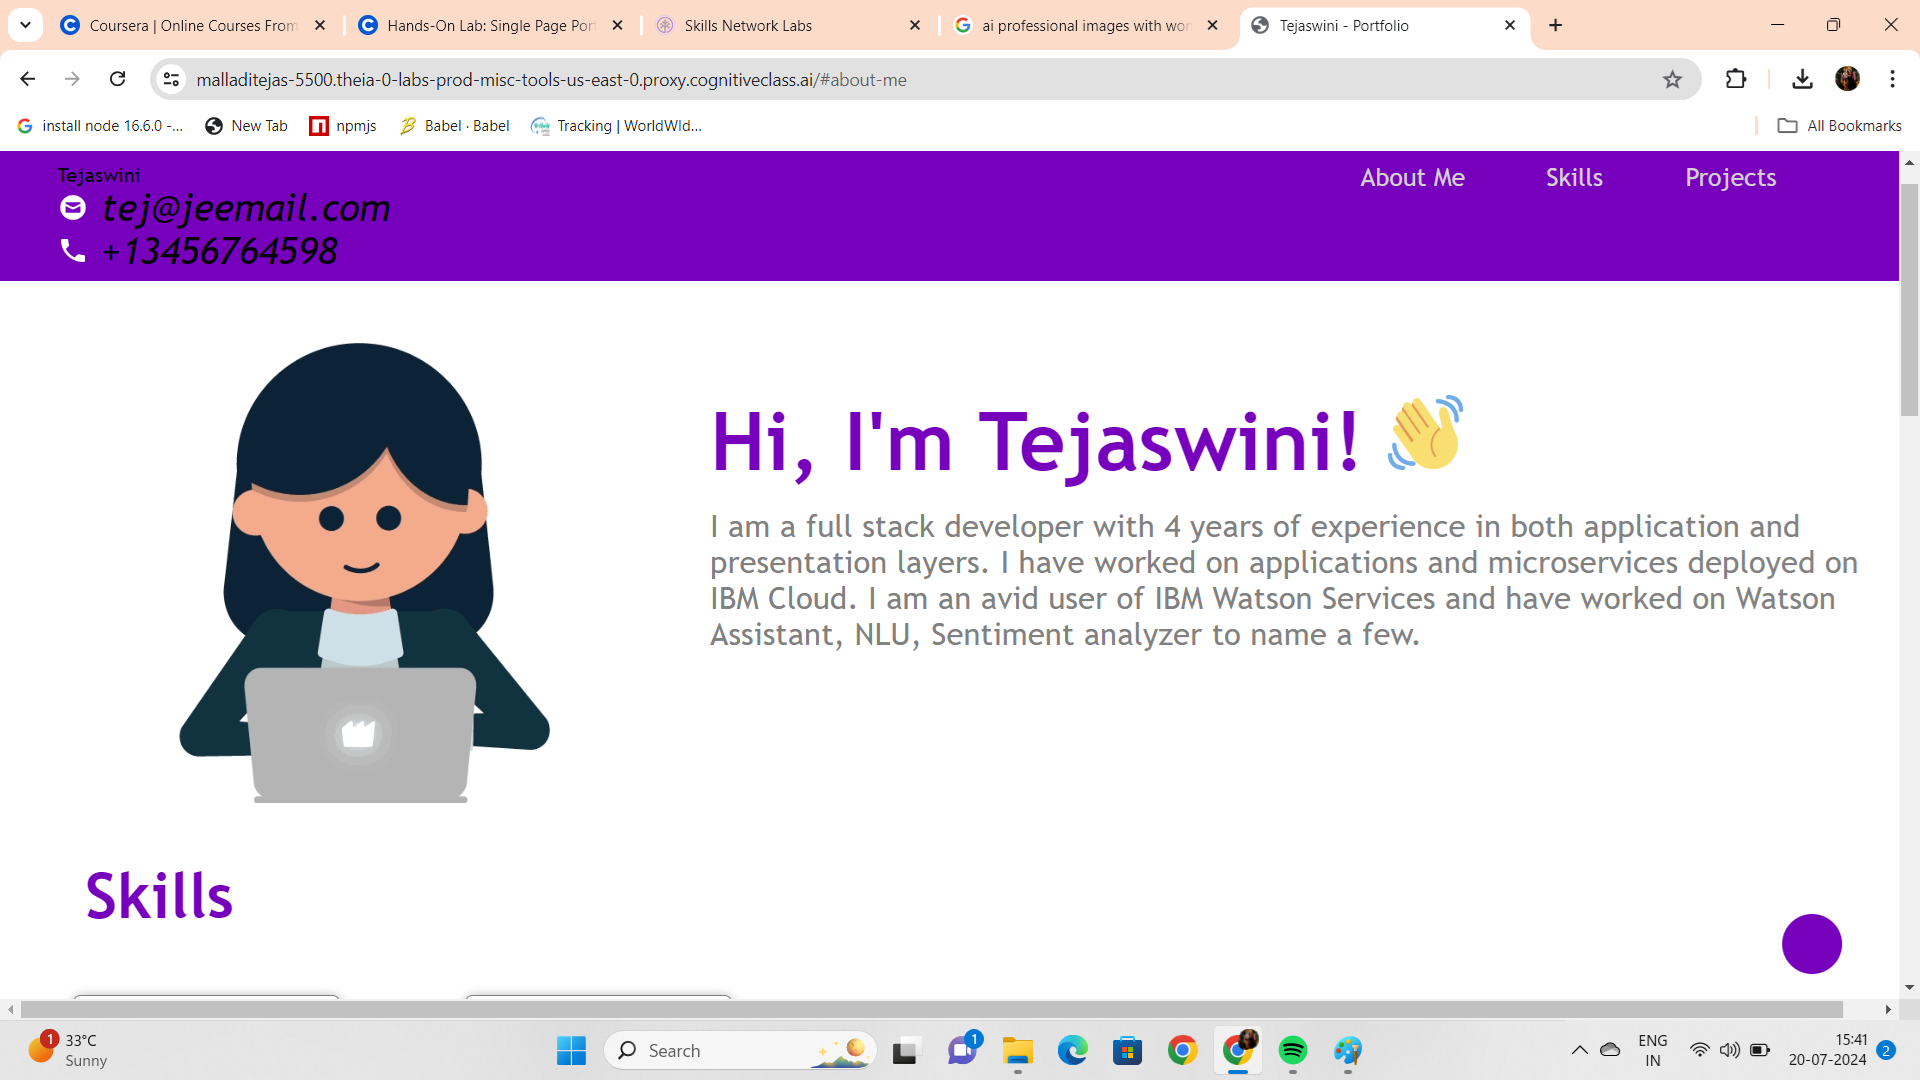 Coursera | Online Courses From
Hands-On Lab: Single Page Por
Skills Network Labs
ai professional images with wor
Tejaswini - Portfolio
malladitejas-5500.theia-0-labs-prod-misc-tools-us-east-0.proxy.cognitiveclass.ai/#about-me
install node 16.6.0 -...
New Tab
npmjs
Babel · Babel
Tracking | WorldWId...
All Bookmarks
Tejaswini
tej@jeemail.com
+13456764598
About Me
Skills
Projects
Hi, I'm Tejaswini! 👋
I am a full stack developer with 4 years of experience in both application and
presentation layers. I have worked on applications and microservices deployed on
IBM Cloud. I am an avid user of IBM Watson Services and have worked on Watson
Assistant, NLU, Sentiment analyzer to name a few.
Skills
1
33°C
Sunny
Search
1
ENG
IN
15:41
20-07-2024
2